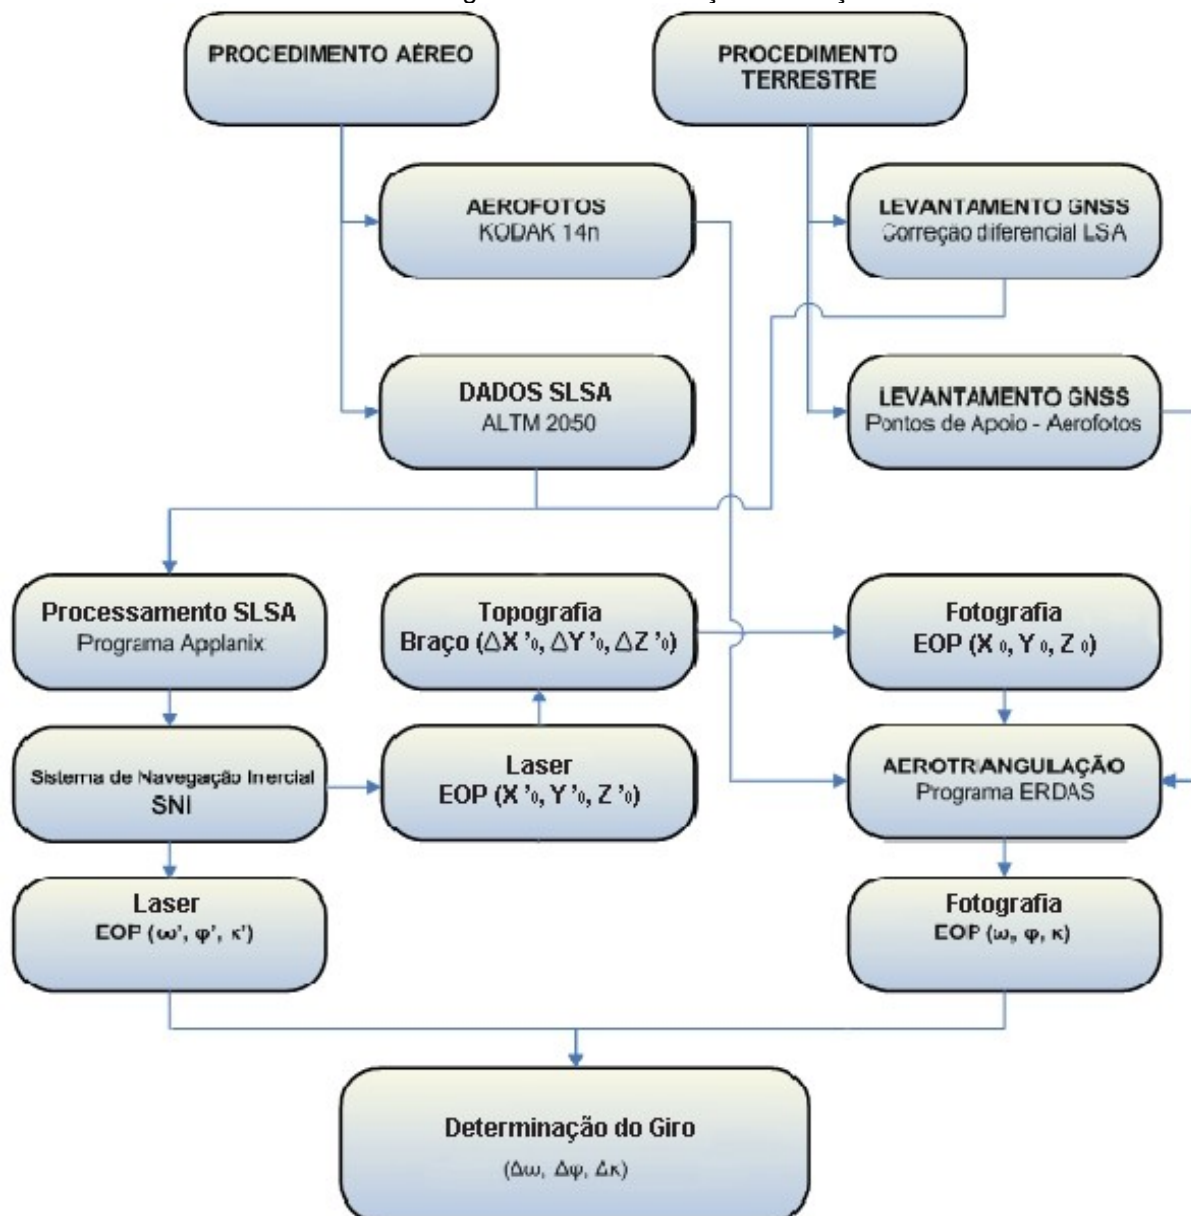 PROCEDIMENTO AÉREO
PROCEDIMENTO
TERRESTRE
AEROFOTOS
KODAK 14n
LEVANTAMENTO GNSS
Correção diferencial LSA
DADOS SLSA
ALTM 2050
LEVANTAMENTO GNSS
Pontos de Apoio - Aerofotos
Processamento SLSA
Programa Applanix
Topografia
Braço (ΔX'₀, ΔY'₀, ΔZ'₀)
Fotografia
EOP (X₀, Y₀, Z₀)
Sistema de Navegação Inercial
SNI
Laser
EOP (X'₀, Y'₀, Z'₀)
AEROTRIANGULAÇÃO
Programa ERDAS
Laser
EOP (ω', φ', κ')
Fotografia
EOP (ω, φ, κ)
Determinação do Giro
(Δω, Δφ, Δκ)